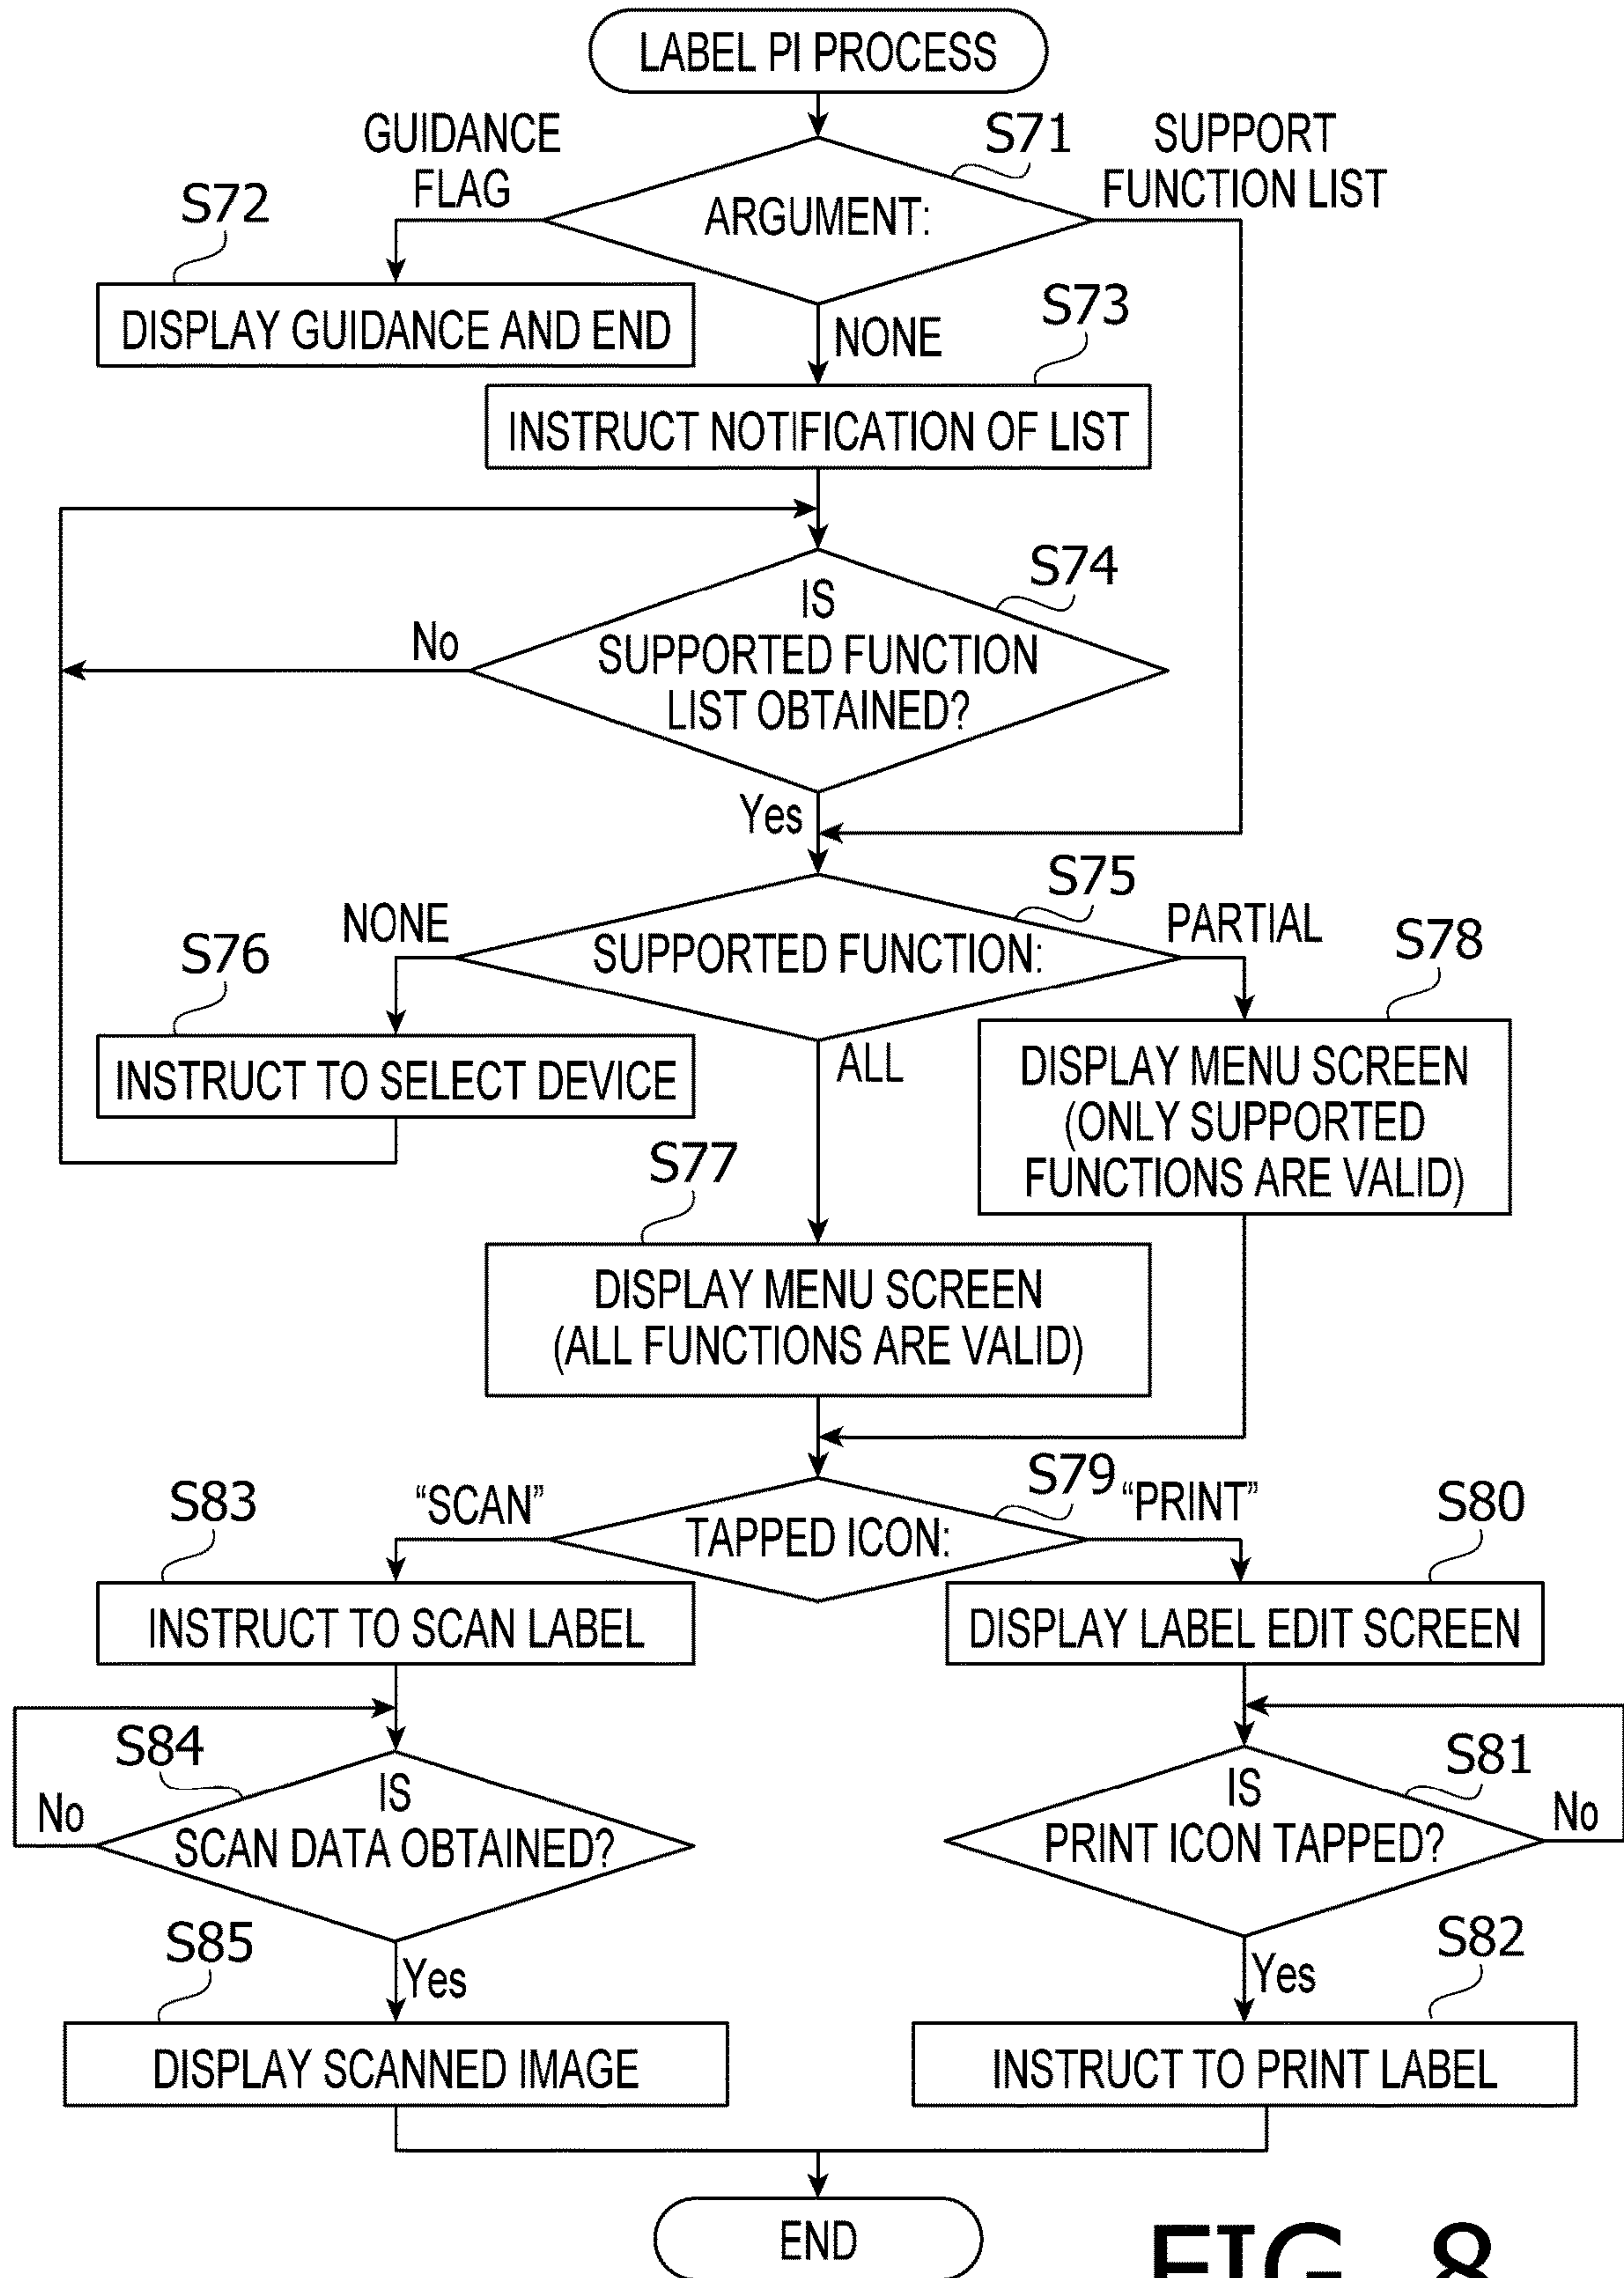 LABEL PI PROCESS
GUIDANCE
FLAG
S71
SUPPORT
FUNCTION LIST
ARGUMENT:
S72
DISPLAY GUIDANCE AND END
NONE
S73
INSTRUCT NOTIFICATION OF LIST
S74
IS
SUPPORTED FUNCTION
LIST OBTAINED?
No
Yes
S75
SUPPORTED FUNCTION:
NONE
PARTIAL
S76
INSTRUCT TO SELECT DEVICE
ALL
S78
DISPLAY MENU SCREEN
(ONLY SUPPORTED
FUNCTIONS ARE VALID)
S77
DISPLAY MENU SCREEN
(ALL FUNCTIONS ARE VALID)
S79
TAPPED ICON:
“SCAN”
“PRINT”
S83
INSTRUCT TO SCAN LABEL
S80
DISPLAY LABEL EDIT SCREEN
S84
IS
SCAN DATA OBTAINED?
No
S81
IS
PRINT ICON TAPPED?
No
Yes
Yes
S85
DISPLAY SCANNED IMAGE
S82
INSTRUCT TO PRINT LABEL
END
FIG. 8